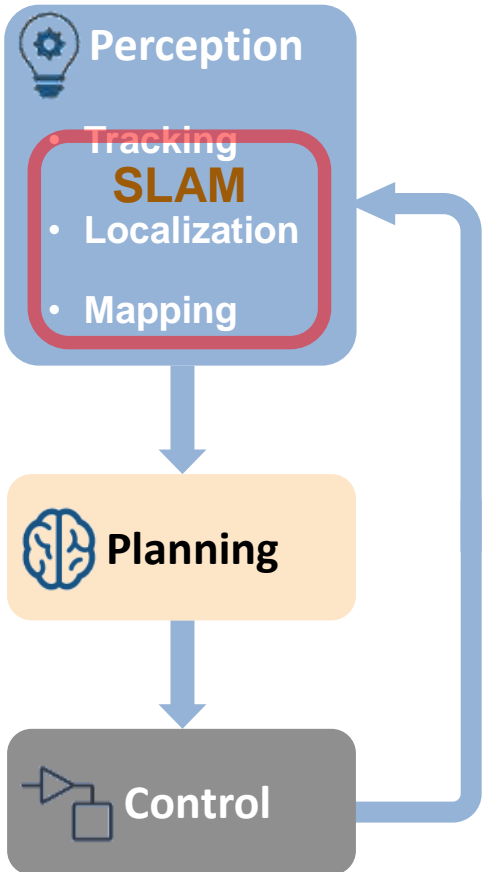 Perception
• Tracking
SLAM
• Localization
• Mapping
Planning
Control